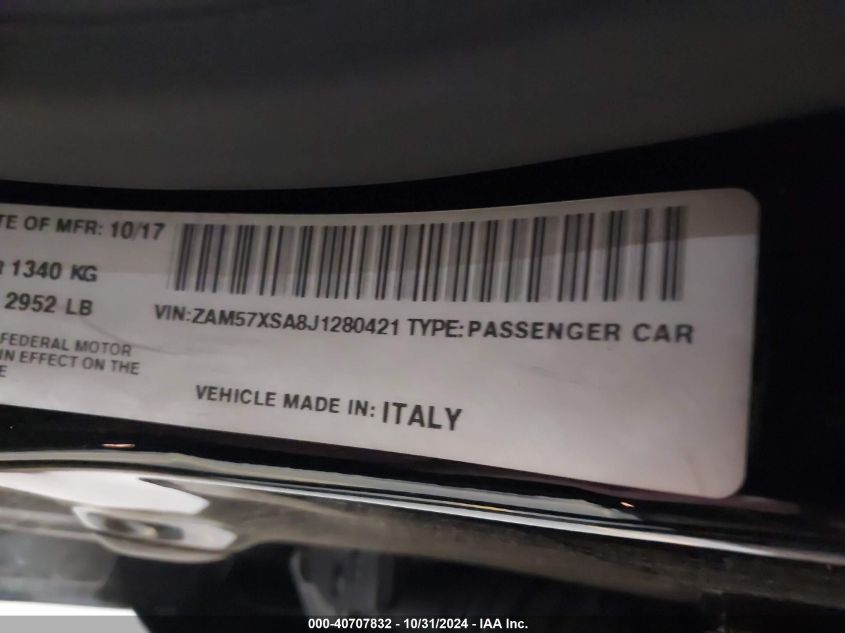 TE OF MFR: 10/17
1340 KG
2952 LB
VIN:ZAM57XSA8J1280421 TYPE:PASSENGER CAR
FEDERAL MOTOR
IN EFFECT ON THE
E
VEHICLE MADE IN: ITALY
000-40707832 - 10/31/2024 - IAA Inc.